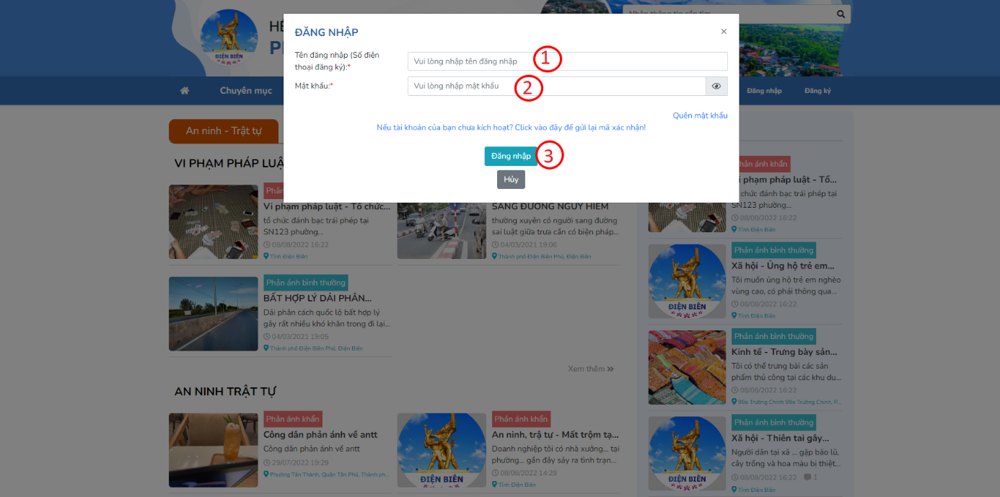 HỆ
P
ĐIỆN BIÊN
Chuyên mục
Đăng nhập
Đăng ký
ĐĂNG NHẬP
×
Tên đăng nhập (Số điện
thoại đăng ký):*
Vui lòng nhập tên đăng nhập
1
Mật khẩu:*
Vui lòng nhập mật khẩu
2
Quên mật khẩu
Nếu tài khoản của bạn chưa kích hoạt? Click vào đây để gửi lại mã xác nhận!
Đăng nhập
3
Hủy
An ninh - Trật tự
VI PHẠM PHÁP LUẬ
Phản
Vi phạm pháp luật - Tổ chức...
tổ chức đánh bạc trái phép tại
SN123 phường...
08/08/2022 16:22
Tỉnh Điện Biên
SANG ĐƯỜNG NGUY HIỂM
thường xuyên có người sang đường
sai luật giữa trưa cần có biện pháp...
04/03/2021 19:06
Thành phố Điện Biên Phủ, Điện Biên
Phản ánh bình thường
BẤT HỢP LÝ DẢI PHÂN...
Dải phân cách quốc lộ bất hợp lý
gây rất nhiều khó khăn trong đi lại...
04/03/2021 19:05
Thành phố Điện Biên Phủ, Điện Biên
Xem thêm »
AN NINH TRẬT TỰ
Phản ánh khẩn
Công dân phản ánh về antt
Công dân phản ánh về antt
29/07/2022 19:29
Phường Tân Thành, Quận Tân Phú, Thành ph...
ĐIỆN BIÊN
Phản ánh khẩn
An ninh, trậ tự - Mất trộm tạ...
Doanh nghiệp tôi có nhà xưởng... tại
phường... gần đây sảy ra tình trạn...
08/08/2022 14:29
Tỉnh Điện Biên
hản ánh khẩn
i phạm pháp luật - Tổ...
chức đánh bạc trái phép tại
SN123 phường...
08/08/2022 16:22
Tỉnh Điện Biên
ĐIỆN BIÊN
Phản ánh bình thường
Xã hội - Ủng hộ trẻ em...
Tôi muốn ủng hộ trẻ em nghèo
vùng cao, có phải thông qua...
08/08/2022 16:22
Tỉnh Điện Biên
Phản ánh bình thường
Kinh tế - Trưng bày sản...
Tôi có thể trưng bài các sản
phẩm thủ công tại các khu du...
08/08/2022 16:22
99s Trường Chinh 99s Trường Chinh, P...
ĐIỆN BIÊN
Phản ánh bình thường
Xã hội - Thiên tai gây...
Người dân tại xã ... gặp bão lũ,
cây trồng và hoa màu bị thiệt...
08/08/2022 16:22 1
Tỉnh Điện Biên